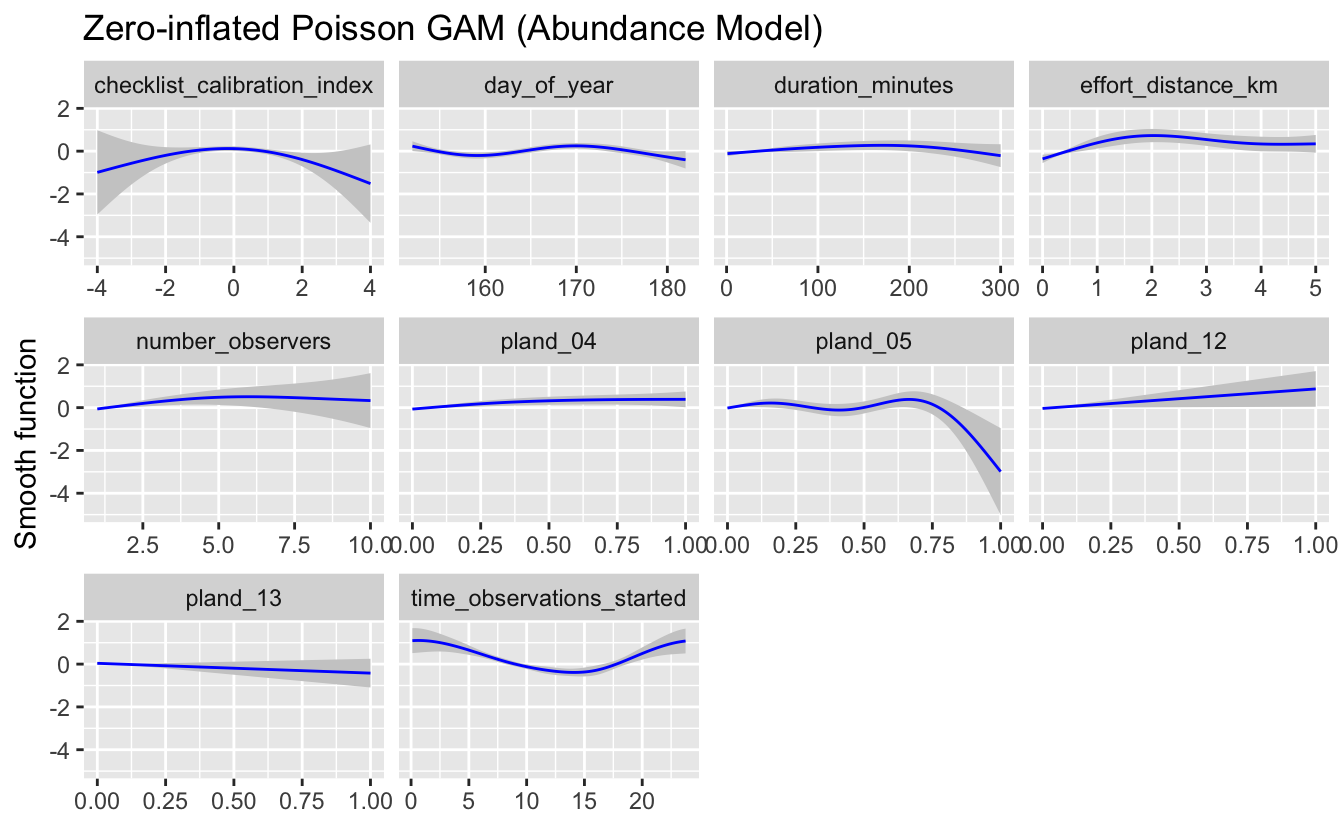 Zero-inflated Poisson GAM (Abundance Model)
checklist_calibration_index day_of_year duration_minutes effort_distance_km
2
0
-2
-4
-4 -2 0 2 4 160 170 180 0 100 200 300 0 1 2 3 4 5
number_observers pland_04 pland_05 pland_12
Smooth function
2
0
-2
-4
2.5 5.0 7.5 10.0 0.00 0.25 0.50 0.75 1.00 0.00 0.25 0.50 0.75 1.00 0.00 0.25 0.50 0.75 1.00
pland_13 time_observations_started
2
0
-2
-4
0.00 0.25 0.50 0.75 1.00 0 5 10 15 20